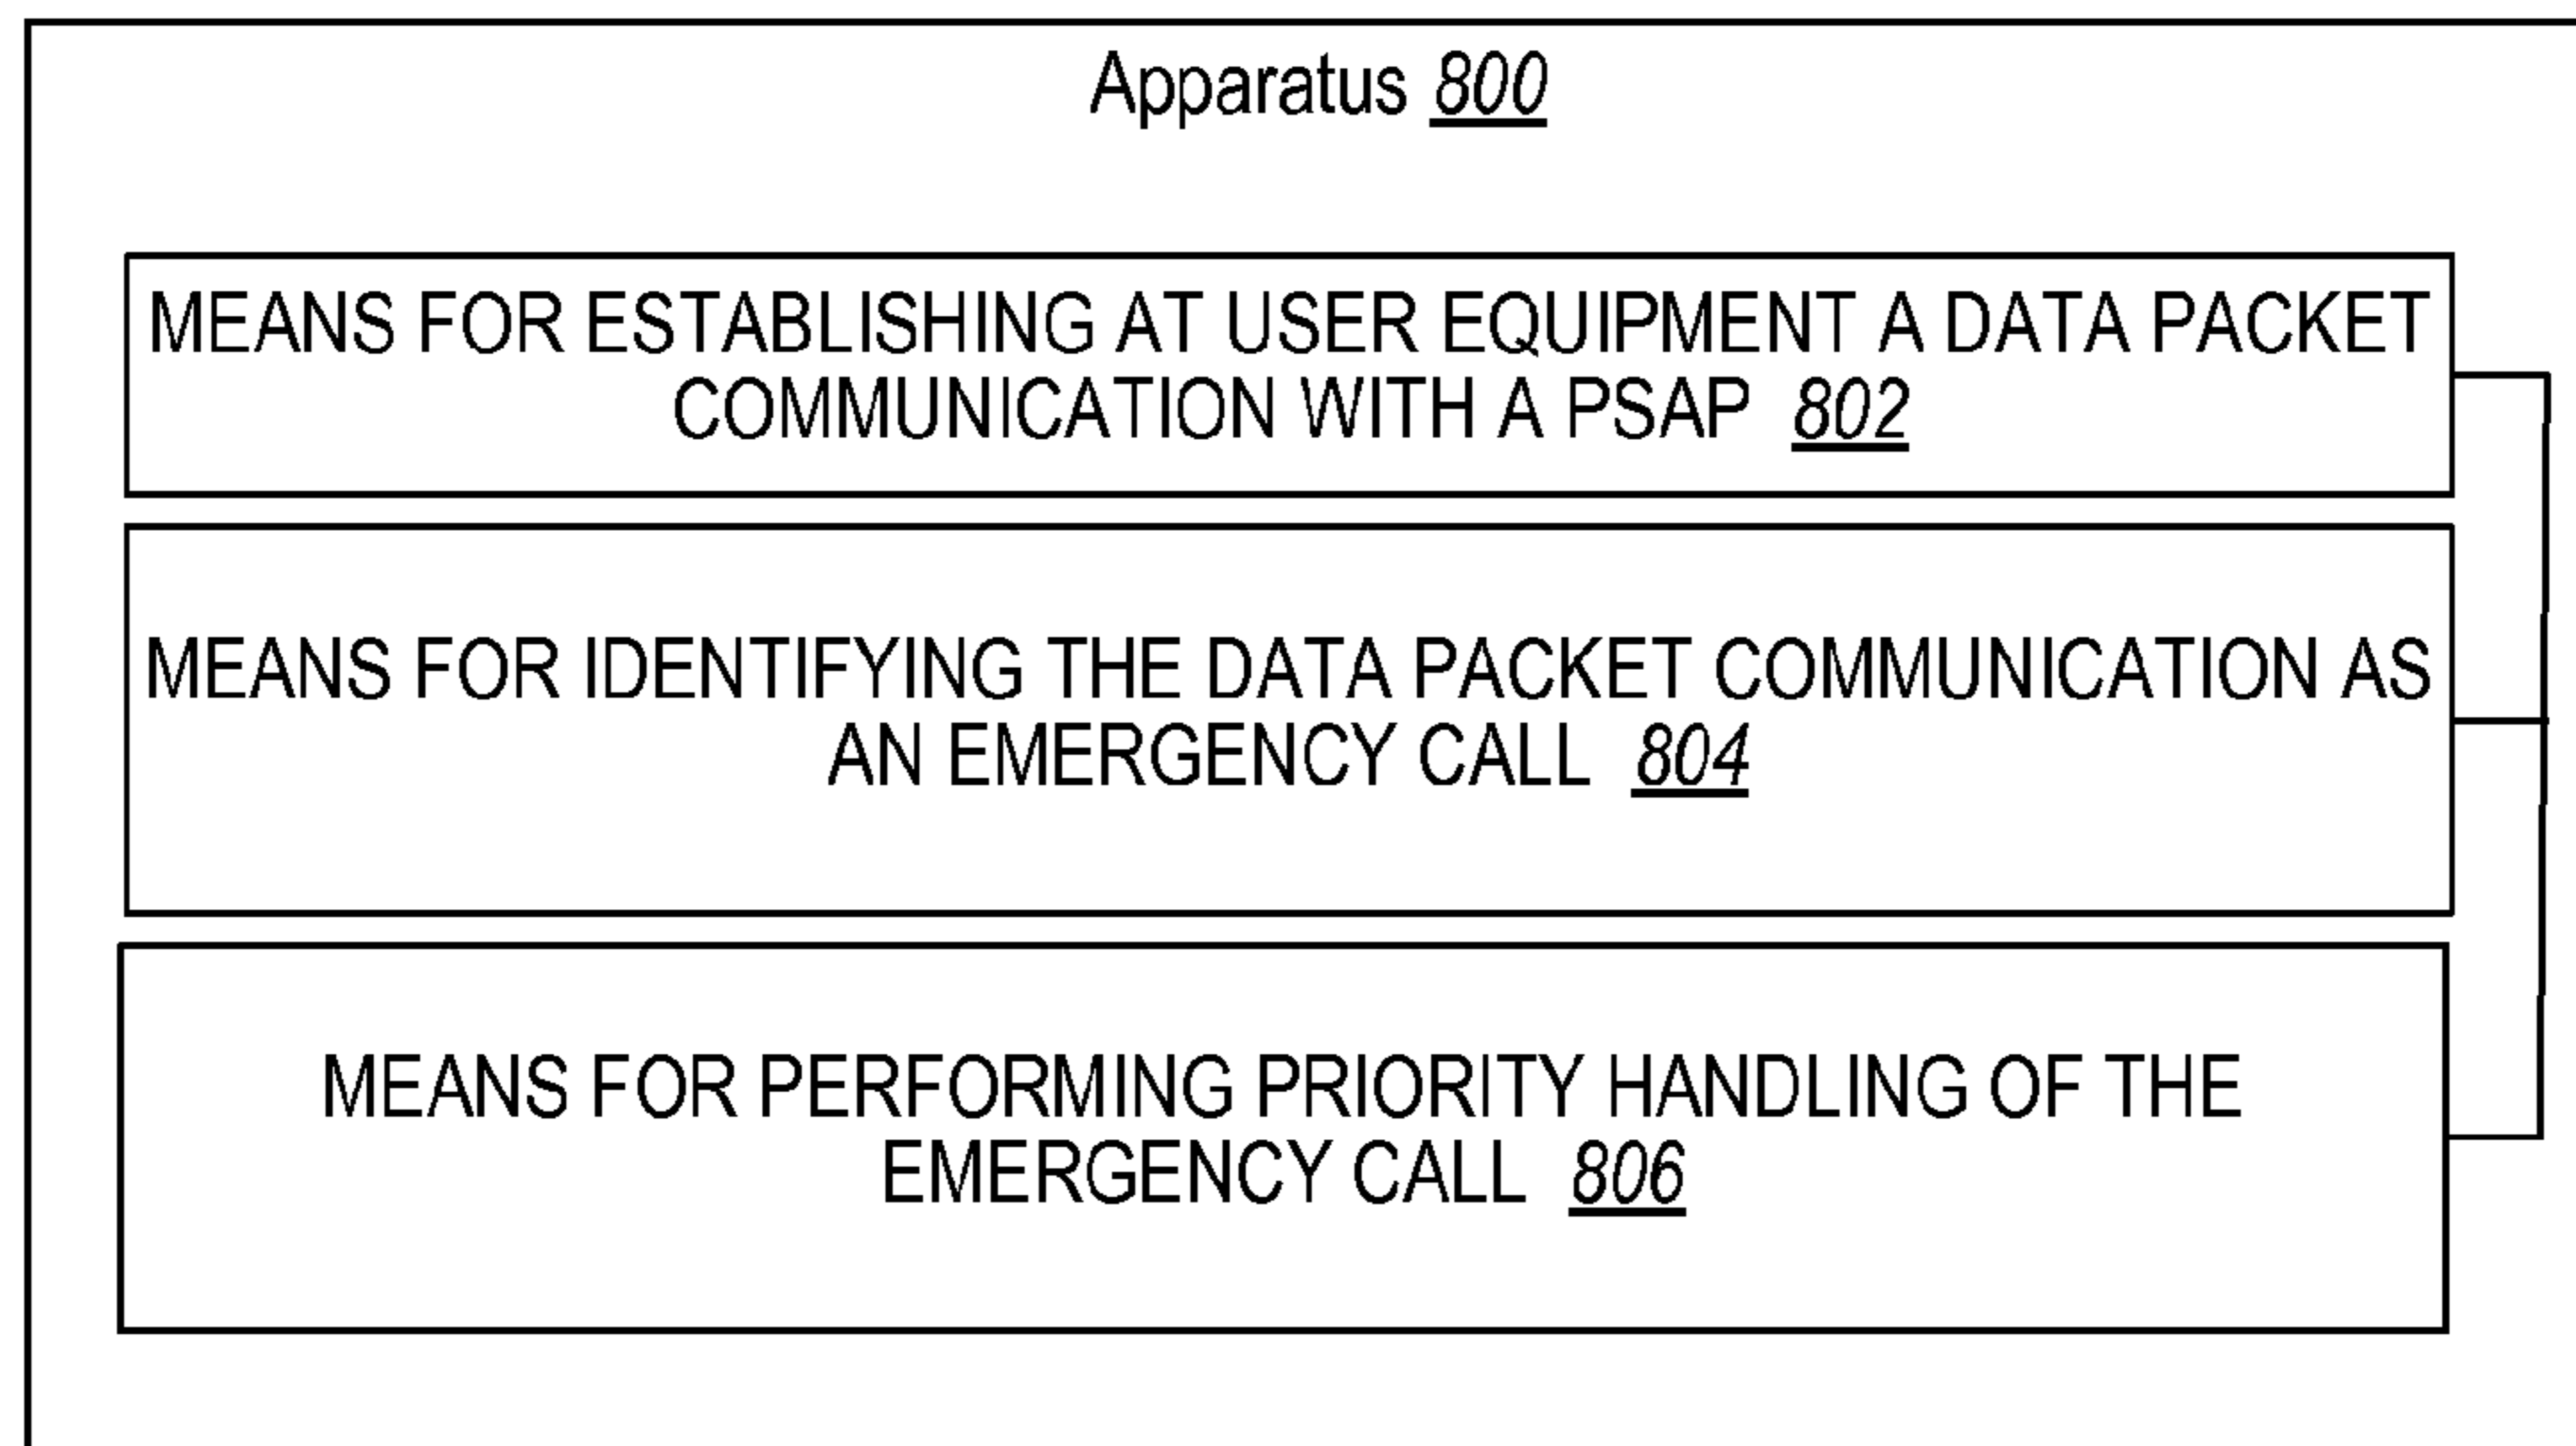 Apparatus 800
MEANS FOR ESTABLISHING AT USER EQUIPMENT A DATA PACKET
COMMUNICATION WITH A PSAP 802
MEANS FOR IDENTIFYING THE DATA PACKET COMMUNICATION AS
AN EMERGENCY CALL 804
MEANS FOR PERFORMING PRIORITY HANDLING OF THE
EMERGENCY CALL 806